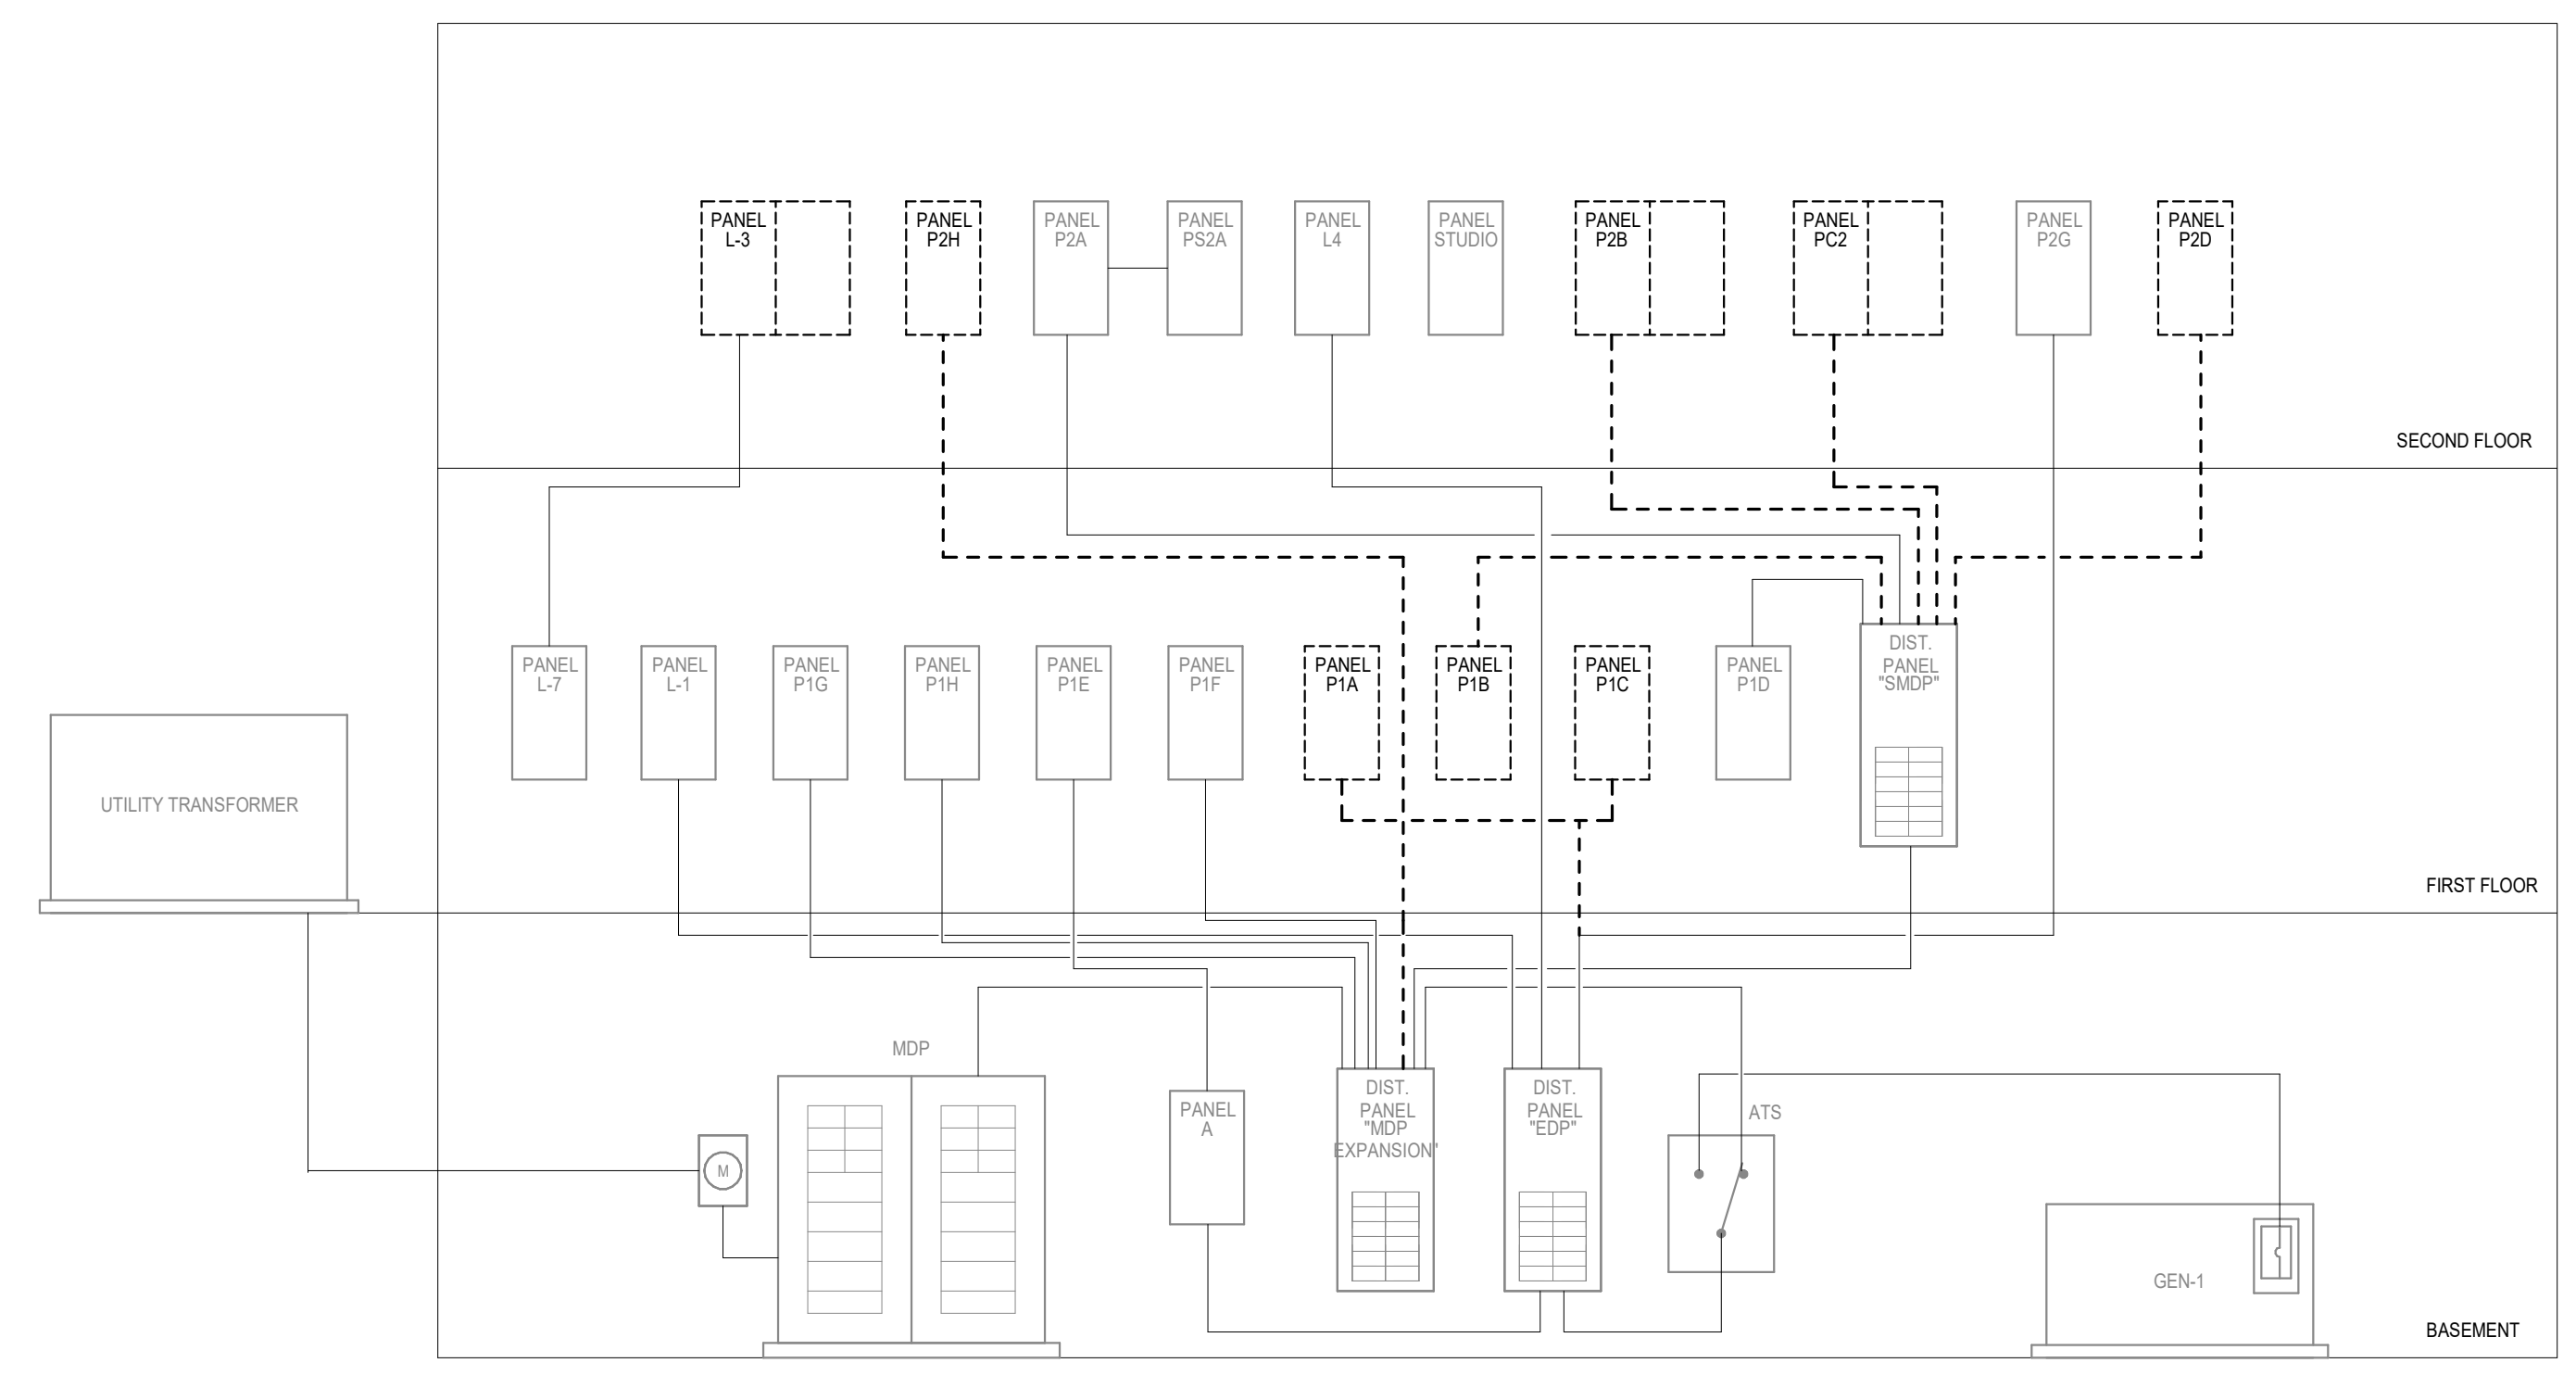 PANEL
L-3
PANEL
P2H
PANEL
P2A
PANEL
PS2A
PANEL
L4
PANEL
STUDIO
PANEL
P2B
PANEL
PC2
PANEL
P2G
PANEL
P2D
SECOND FLOOR
PANEL
L-7
PANEL
L-1
PANEL
P1G
PANEL
P1H
PANEL
P1E
PANEL
P1F
PANEL
P1A
PANEL
P1B
PANEL
P1C
PANEL
P1D
DIST.
PANEL
"SMDP"
UTILITY TRANSFORMER
FIRST FLOOR
MDP
M
PANEL
A
DIST.
PANEL
"MDP
EXPANSION"
DIST.
PANEL
"EDP"
ATS
GEN-1
BASEMENT